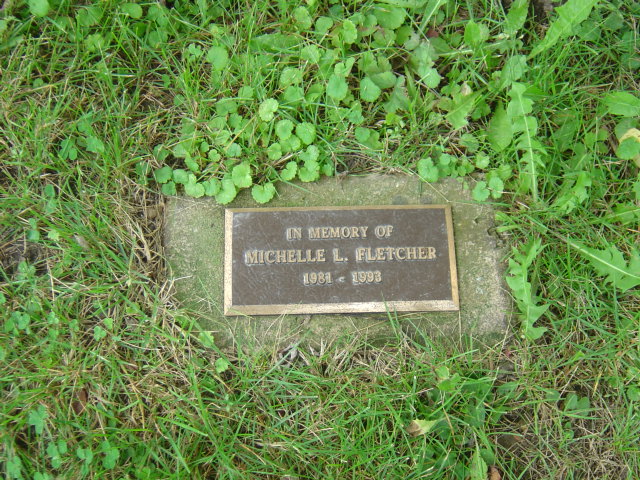 IN MEMORY OF
MICHELLE L. FLETCHER
1981 - 1993